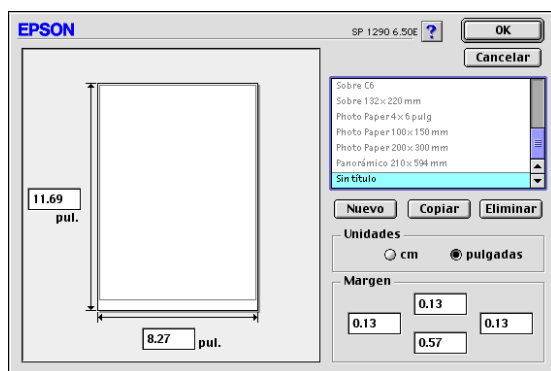 EPSON
SP 1290 6.50E
?
OK
Cancelar
Sobre C6
Sobre 132×220 mm
Photo Paper 4×6 pulg
Photo Paper 100×150 mm
Photo Paper 200×300 mm
Panorámico 210×594 mm
Sin título
Nuevo
Copiar
Eliminar
11.69
pul.
8.27 pul.
Unidades
cm
pulgadas
Margen
0.13
0.13
0.13
0.57